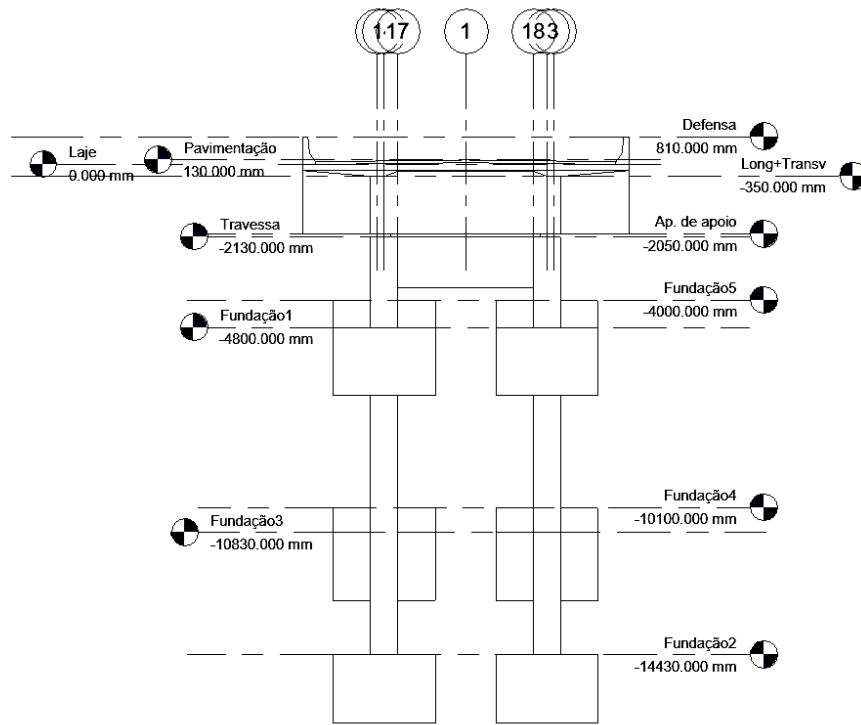 117
1
183
Defensa
810.000 mm
Laje
0.000 mm
Pavimentação
130.000 mm
Long+Transv
-350.000 mm
Travessa
-2130.000 mm
Ap. de apoio
-2050.000 mm
Fundação5
-4000.000 mm
Fundação1
-4800.000 mm
Fundação4
-10100.000 mm
Fundação3
-10830.000 mm
Fundação2
-14430.000 mm